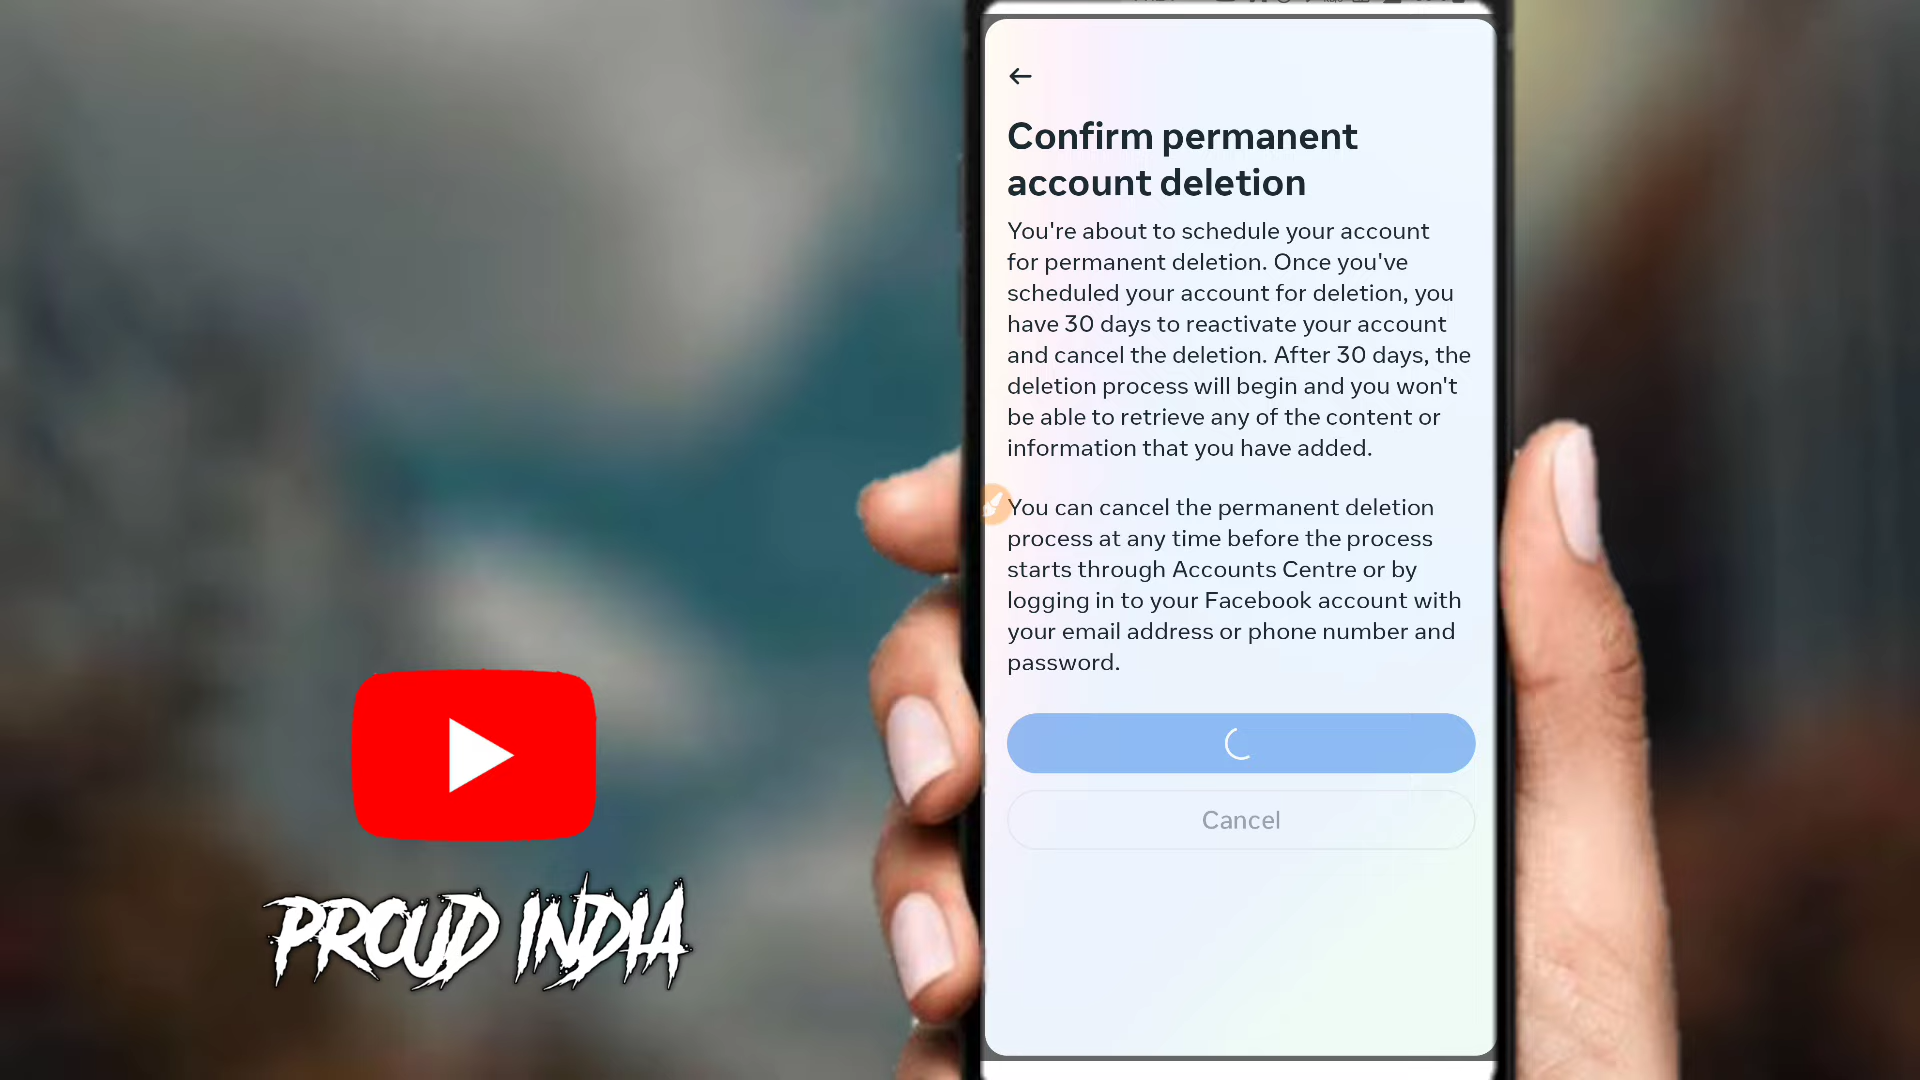 Confirm permanent
account deletion
You're about to schedule your account
for permanent deletion. Once you've
scheduled your account for deletion, you
have 30 days to reactivate your account
and cancel the deletion. After 30 days, the
deletion process will begin and you won't
be able to retrieve any of the content or
information that you have added.
You can cancel the permanent deletion
process at any time before the process
starts through Accounts Centre or by
logging in to your Facebook account with
your email address or phone number and
password.
Cancel
PROUD INDIA